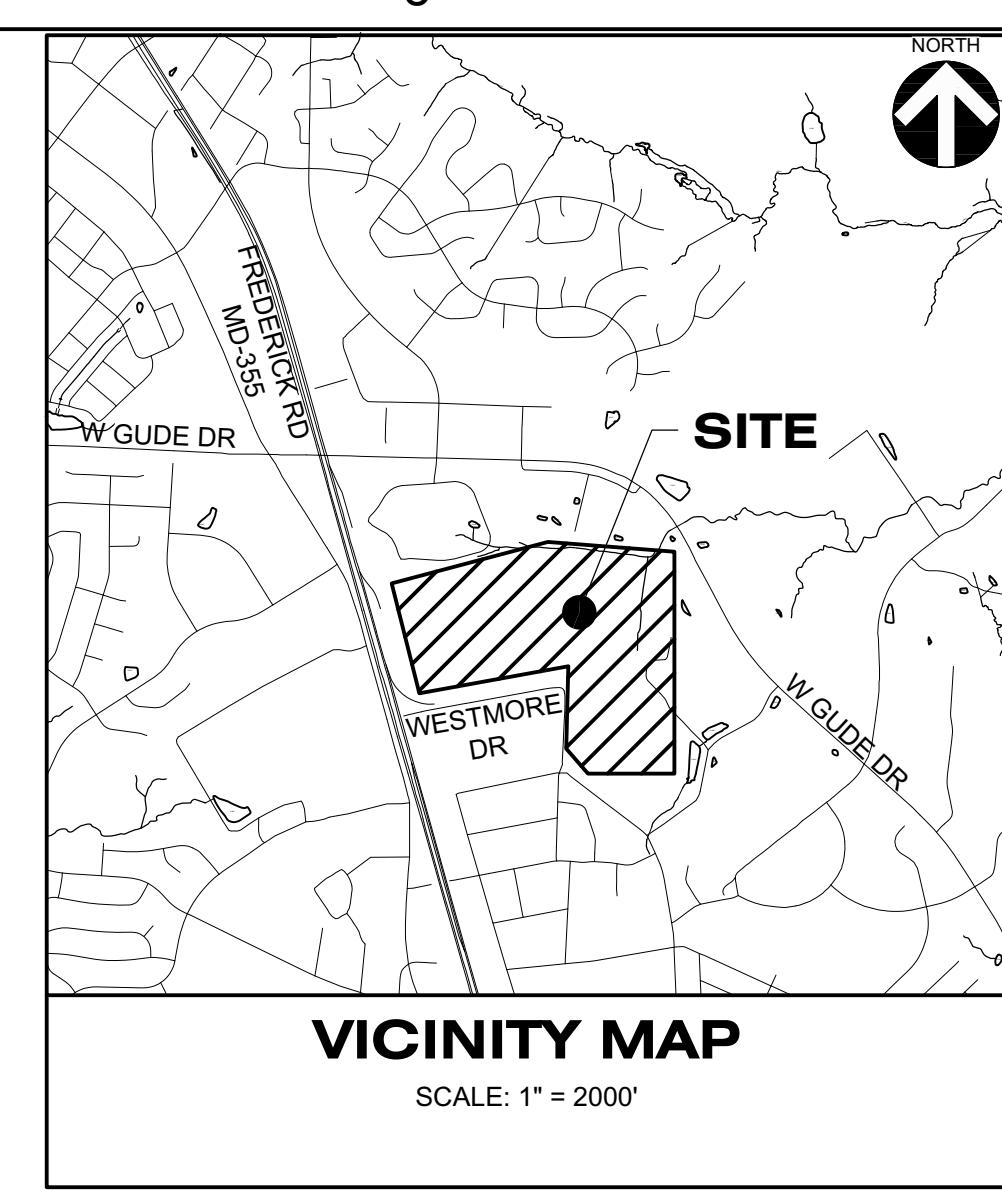 NORTH
FREDERICK RD
MD-355
W GUDE DR
SITE
WESTMORE
DR
W GUDE DR
VICINITY MAP
SCALE: 1" = 2000'